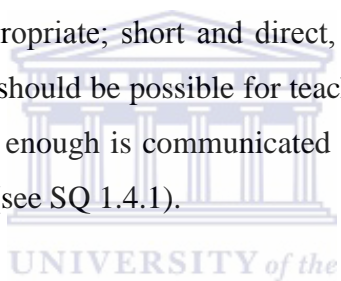 ropriate; short and direct,
should be possible for teach
enough is communicated
see SQ 1.4.1).
UNIVERSITY of the